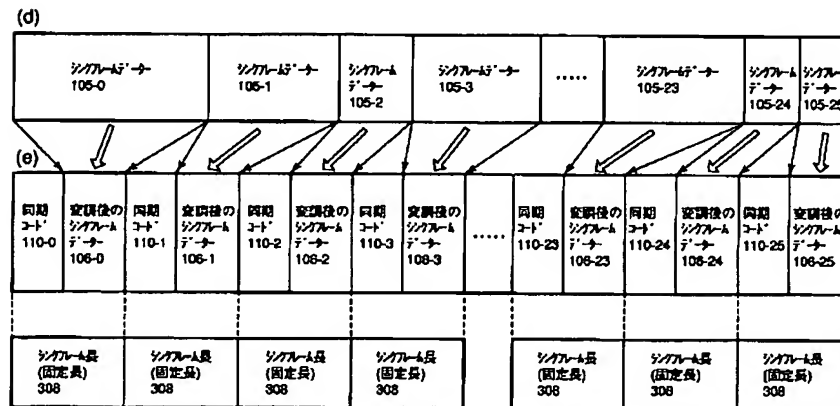 (d)
シンクフレームデーター
105-0
シンクフレームデーター
105-1
シンクフレーム
データー
105-2
シンクフレームデーター
105-3
.....
シンクフレームデーター
105-23
シンクフレーム
データー
105-24
シンクフレーム
データー
105-25
(e)
同期
コード
110-0
変調後の
シンクフレーム
データー
106-0
同期
コード
110-1
変調後の
シンクフレーム
データー
106-1
同期
コード
110-2
変調後の
シンクフレーム
データー
106-2
同期
コード
110-3
変調後の
シンクフレーム
データー
106-3
.....
同期
コード
110-23
変調後の
シンクフレーム
データー
106-23
同期
コード
110-24
変調後の
シンクフレーム
データー
106-24
同期
コード
110-25
変調後の
シンクフレーム
データー
106-25
シンクフレーム長
(固定長)
308
シンクフレーム長
(固定長)
308
シンクフレーム長
(固定長)
308
シンクフレーム長
(固定長)
308
シンクフレーム長
(固定長)
308
シンクフレーム長
(固定長)
308
シンクフレーム長
(固定長)
308